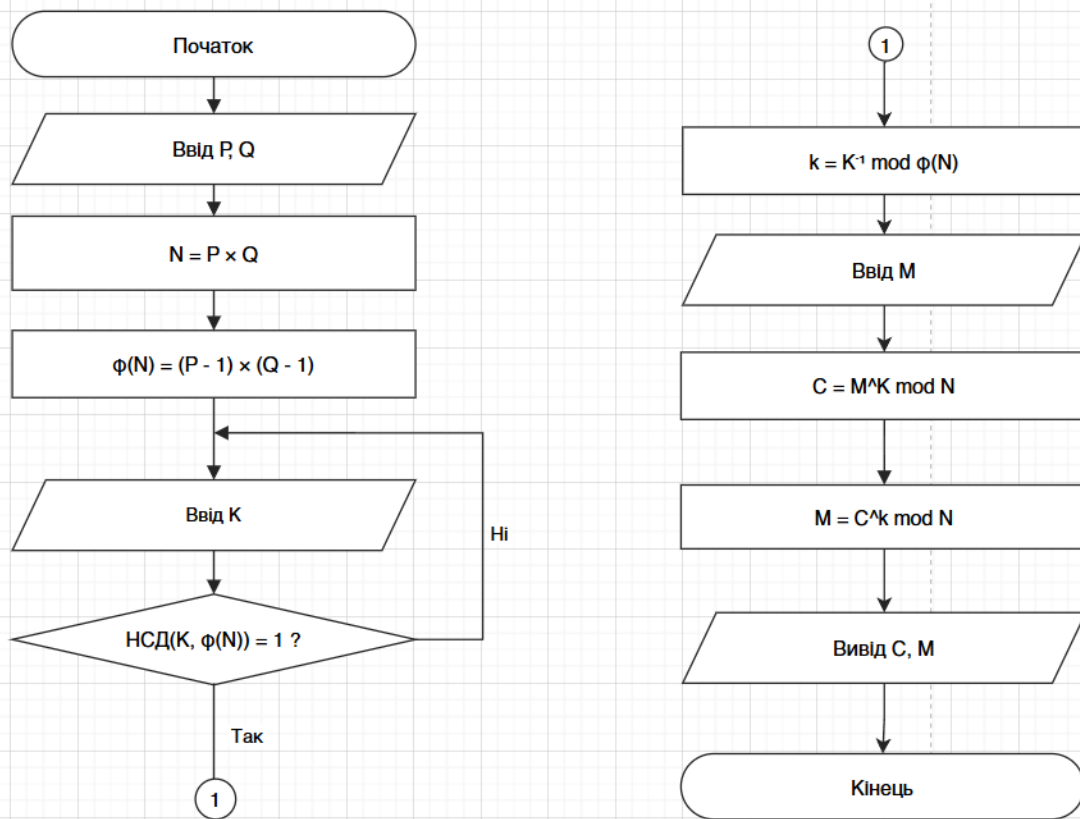 Початок
Ввід P, Q
N = P × Q
φ(N) = (P - 1) × (Q - 1)
Ввід K
Ні
НСД(K, φ(N)) = 1 ?
Так
1
1
k = K⁻¹ mod φ(N)
Ввід M
C = M^K mod N
M = C^k mod N
Вивід C, M
Кінець